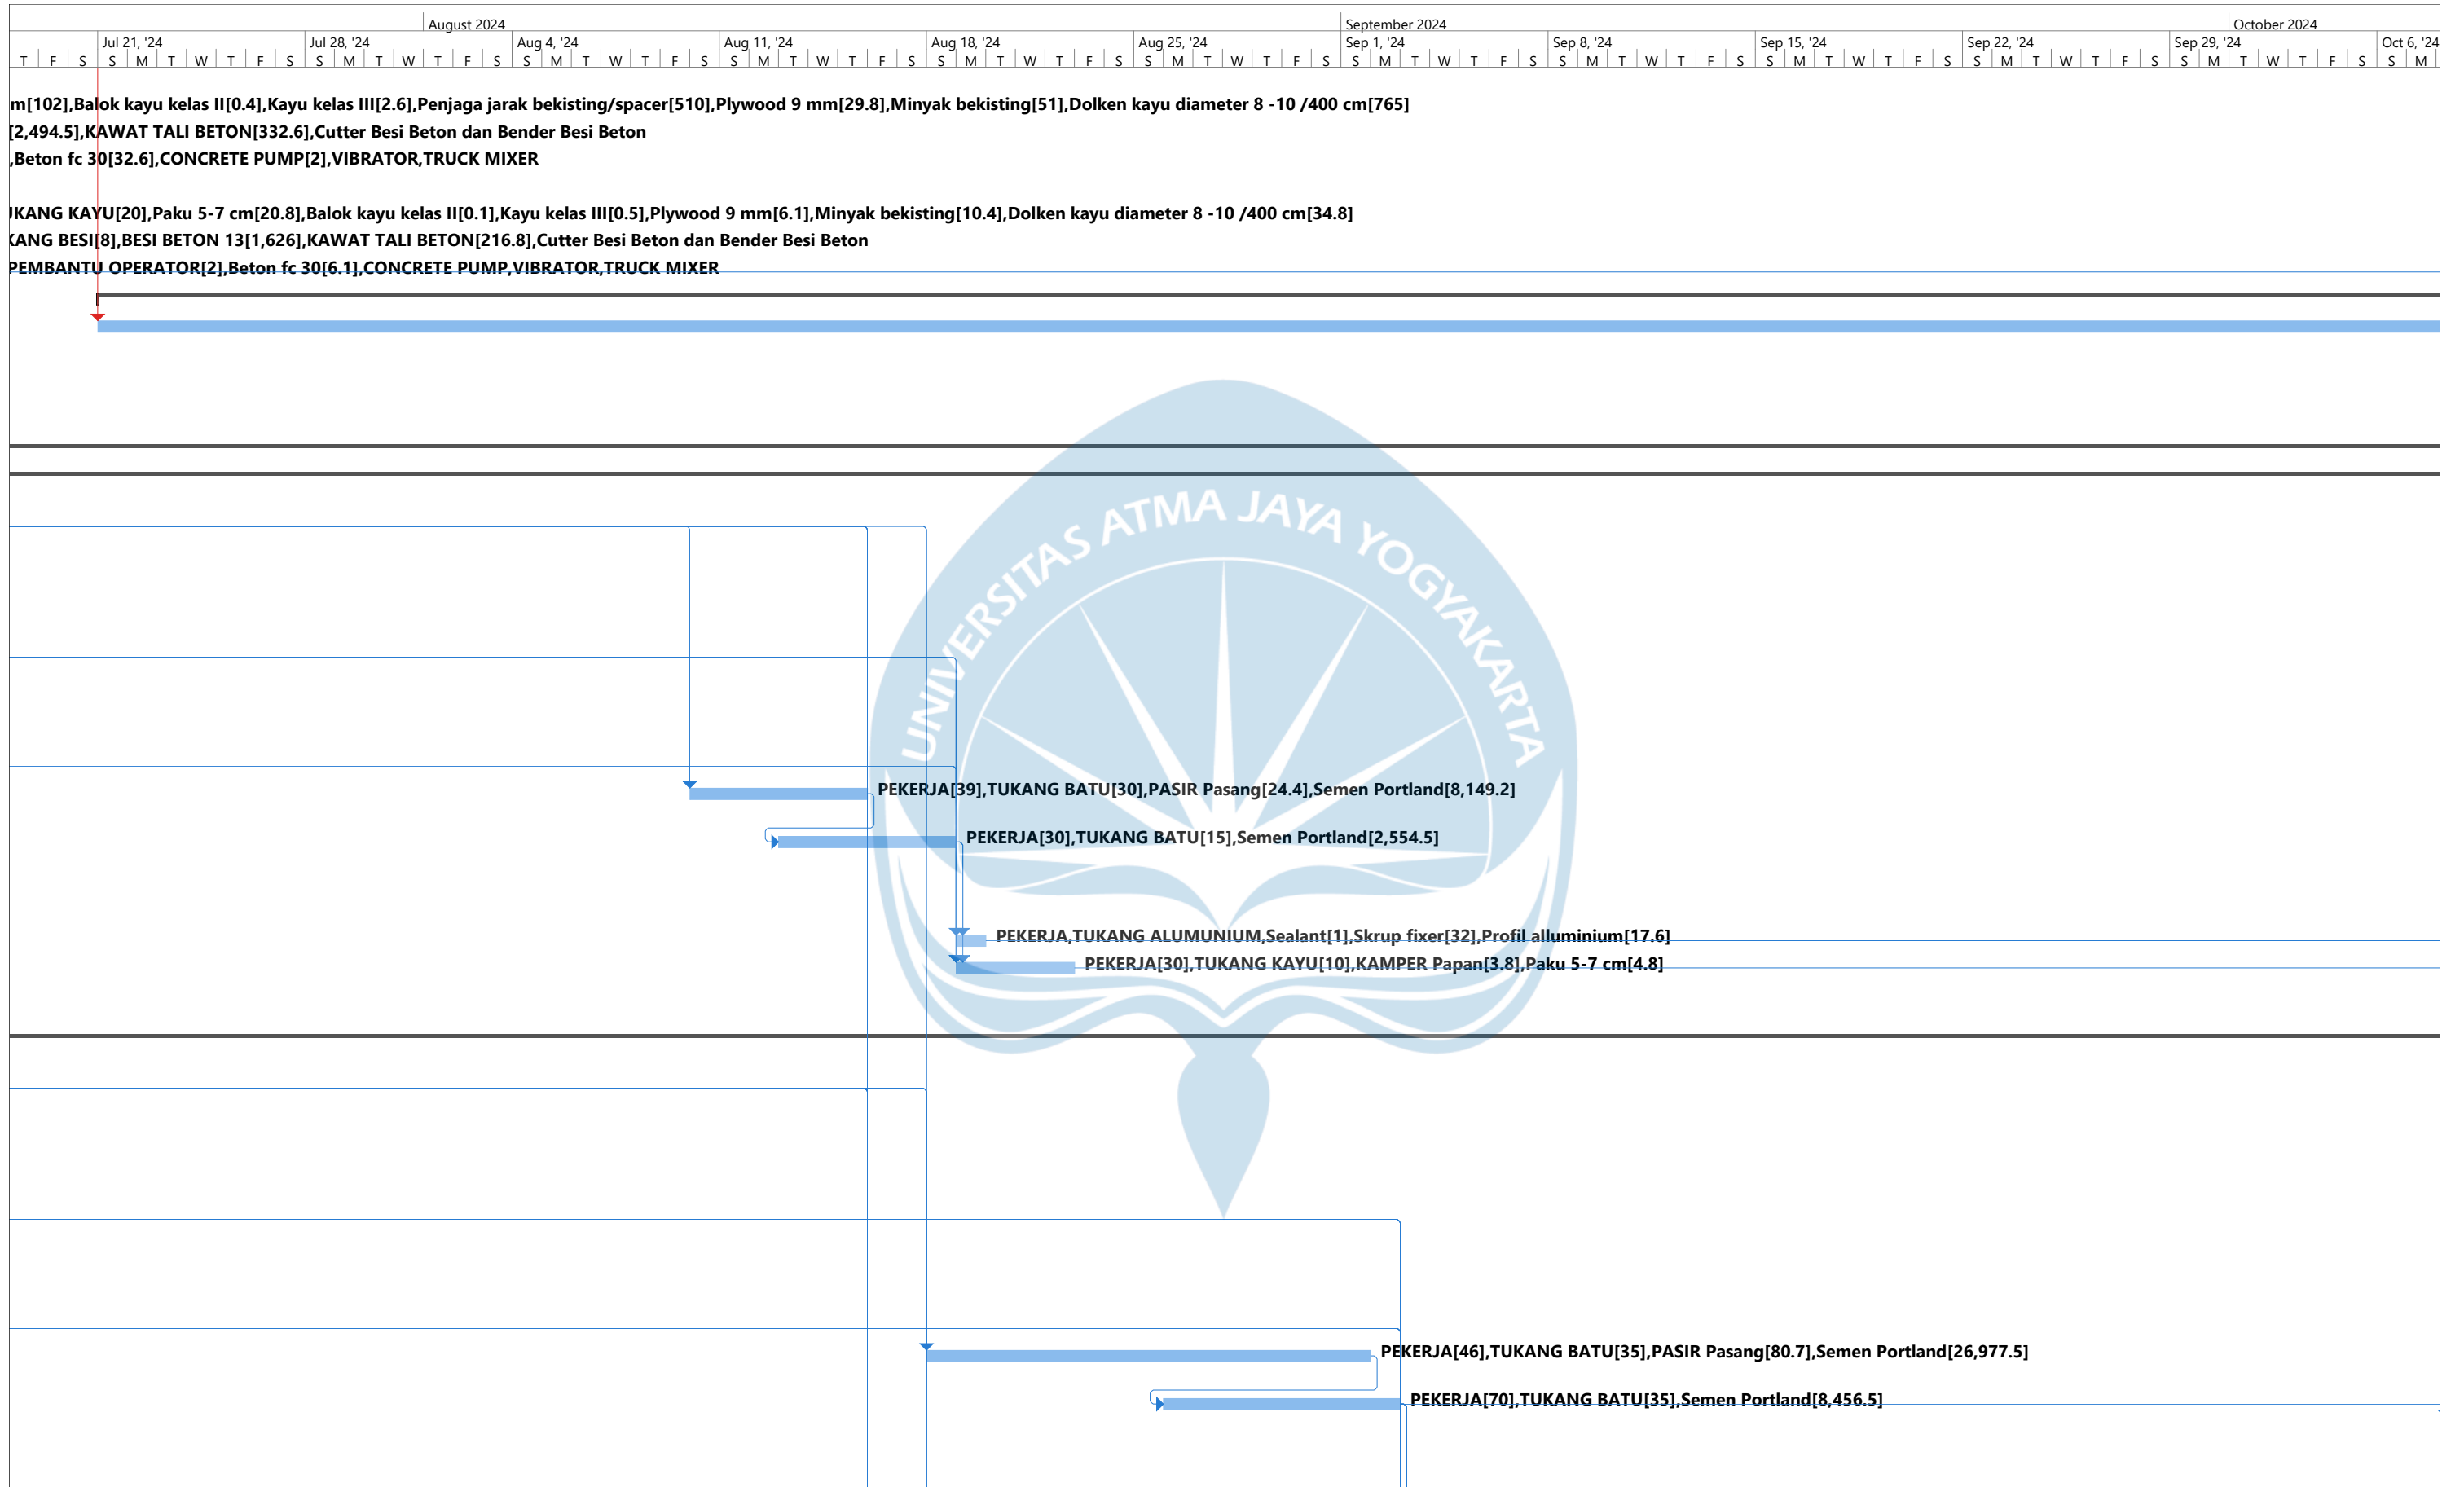 August 2024 September 2024 October 2024
Jul 21, '24 Jul 28, '24 Aug 4, '24 Aug 11, '24 Aug 18, '24 Aug 25, '24 Sep 1, '24 Sep 8, '24 Sep 15, '24 Sep 22, '24 Sep 29, '24 Oct 6, '24
T F S S M T W T F S S M T W T F S S M T W T F S S M T W T F S S M T W T F S S M T W T F S S M T W T F S S M T W T F S S M T W T F S S M T W T F S S M T W T F S S M
m[102],Balok kayu kelas II[0.4],Kayu kelas III[2.6],Penjaga jarak bekisting/spacer[510],Plywood 9 mm[29.8],Minyak bekisting[51],Dolken kayu diameter 8 -10 /400 cm[765]
[2,494.5],KAWAT TALI BETON[332.6],Cutter Besi Beton dan Bender Besi Beton
,Beton fc 30[32.6],CONCRETE PUMP[2],VIBRATOR,TRUCK MIXER
UKANG KAYU[20],Paku 5-7 cm[20.8],Balok kayu kelas II[0.1],Kayu kelas III[0.5],Plywood 9 mm[6.1],Minyak bekisting[10.4],Dolken kayu diameter 8 -10 /400 cm[34.8]
KANG BESI[8],BESI BETON 13[1,626],KAWAT TALI BETON[216.8],Cutter Besi Beton dan Bender Besi Beton
PEMBANTU OPERATOR[2],Beton fc 30[6.1],CONCRETE PUMP,VIBRATOR,TRUCK MIXER
UNIVERSITAS ATMA JAYA YOGYAKARTA
PEKERJA[39],TUKANG BATU[30],PASIR Pasang[24.4],Semen Portland[8,149.2]
PEKERJA[30],TUKANG BATU[15],Semen Portland[2,554.5]
PEKERJA,TUKANG ALUMUNIUM,Sealant[1],Skrup fixer[32],Profil alluminium[17.6]
PEKERJA[30],TUKANG KAYU[10],KAMPER Papan[3.8],Paku 5-7 cm[4.8]
PEKERJA[46],TUKANG BATU[35],PASIR Pasang[80.7],Semen Portland[26,977.5]
PEKERJA[70],TUKANG BATU[35],Semen Portland[8,456.5]